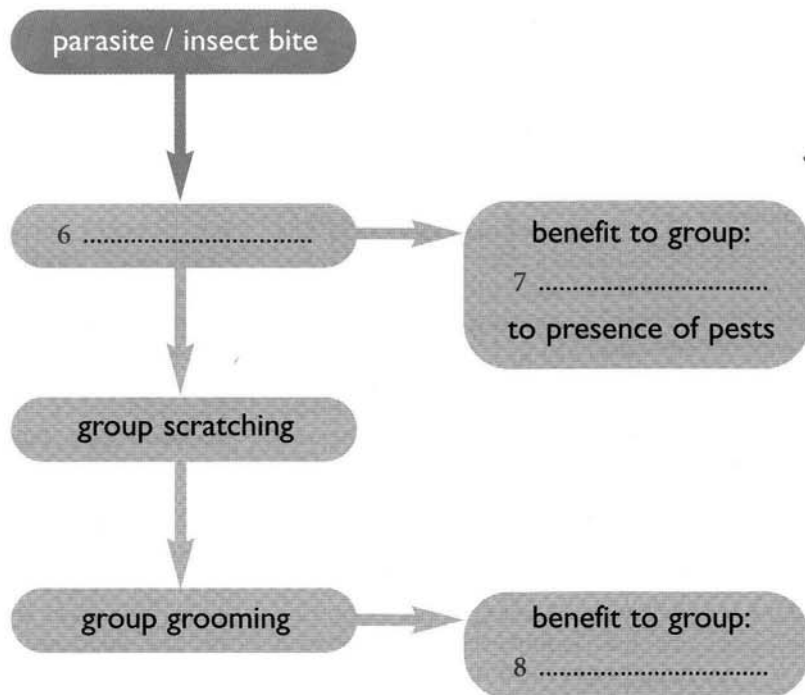 parasite / insect bite
6 ..................................
benefit to group:
7 ..................................
to presence of pests
group scratching
group grooming
benefit to group:
8 ..................................